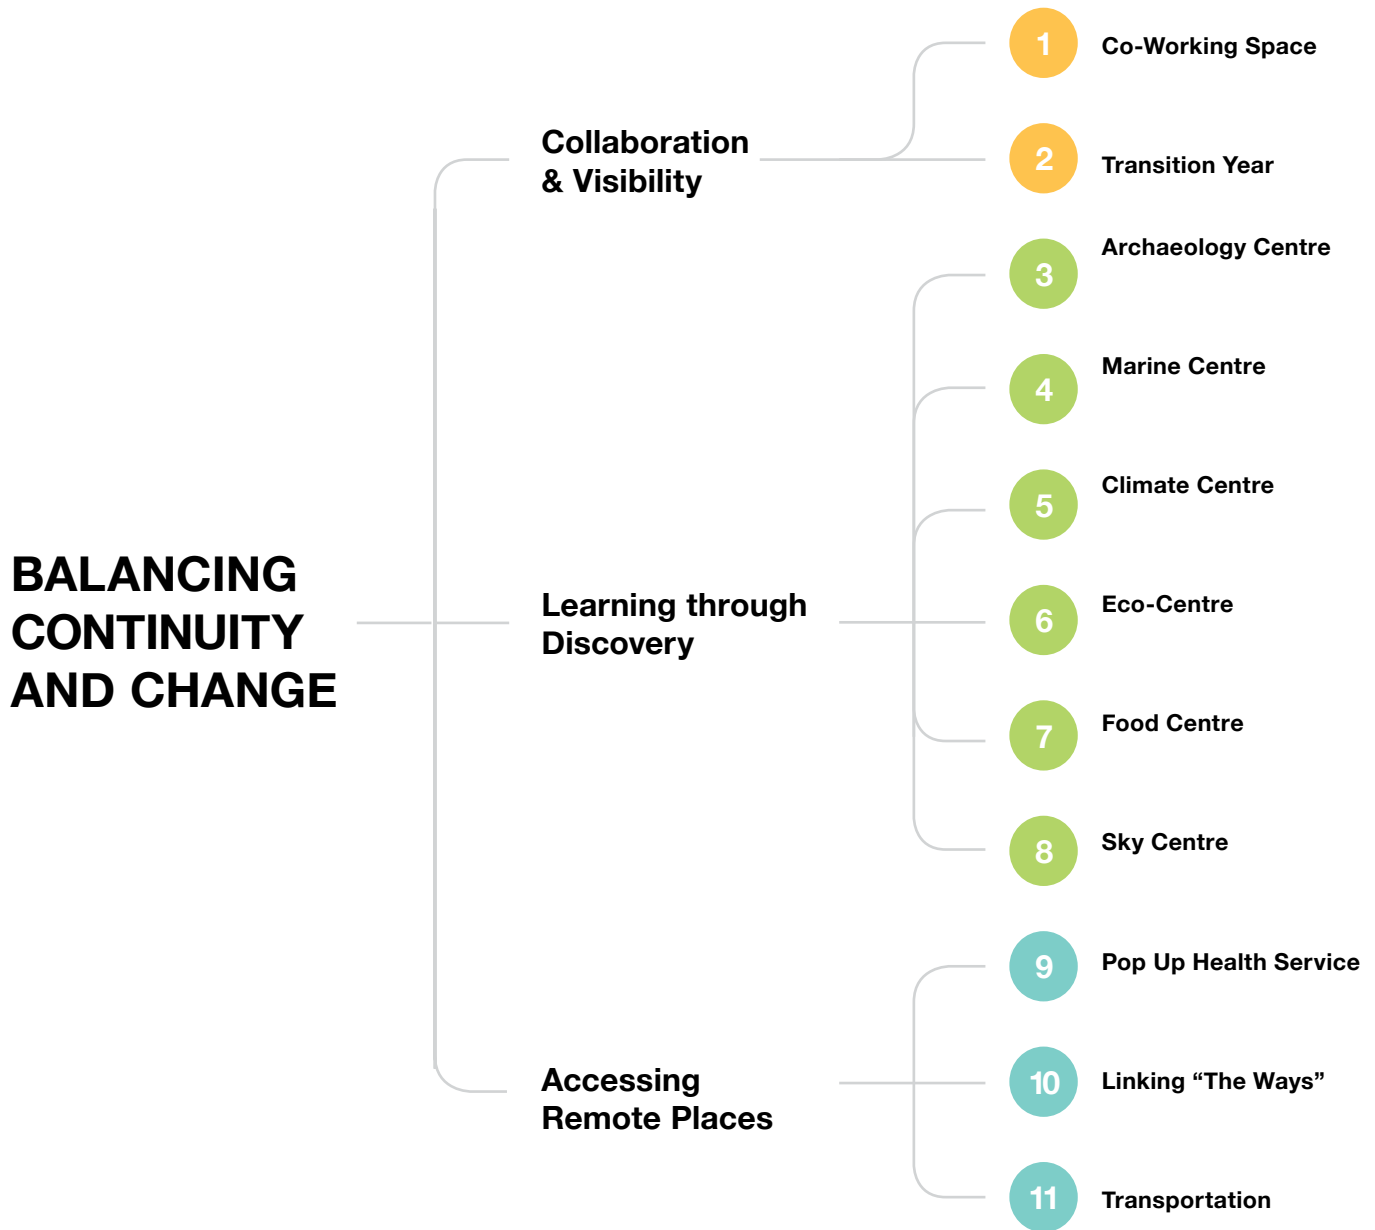 BALANCING
CONTINUITY
AND CHANGE
Collaboration
& Visibility
1
Co-Working Space
2
Transition Year
Learning through
Discovery
3
Archaeology Centre
4
Marine Centre
5
Climate Centre
6
Eco-Centre
7
Food Centre
8
Sky Centre
Accessing
Remote Places
9
Pop Up Health Service
10
Linking “The Ways”
11
Transportation